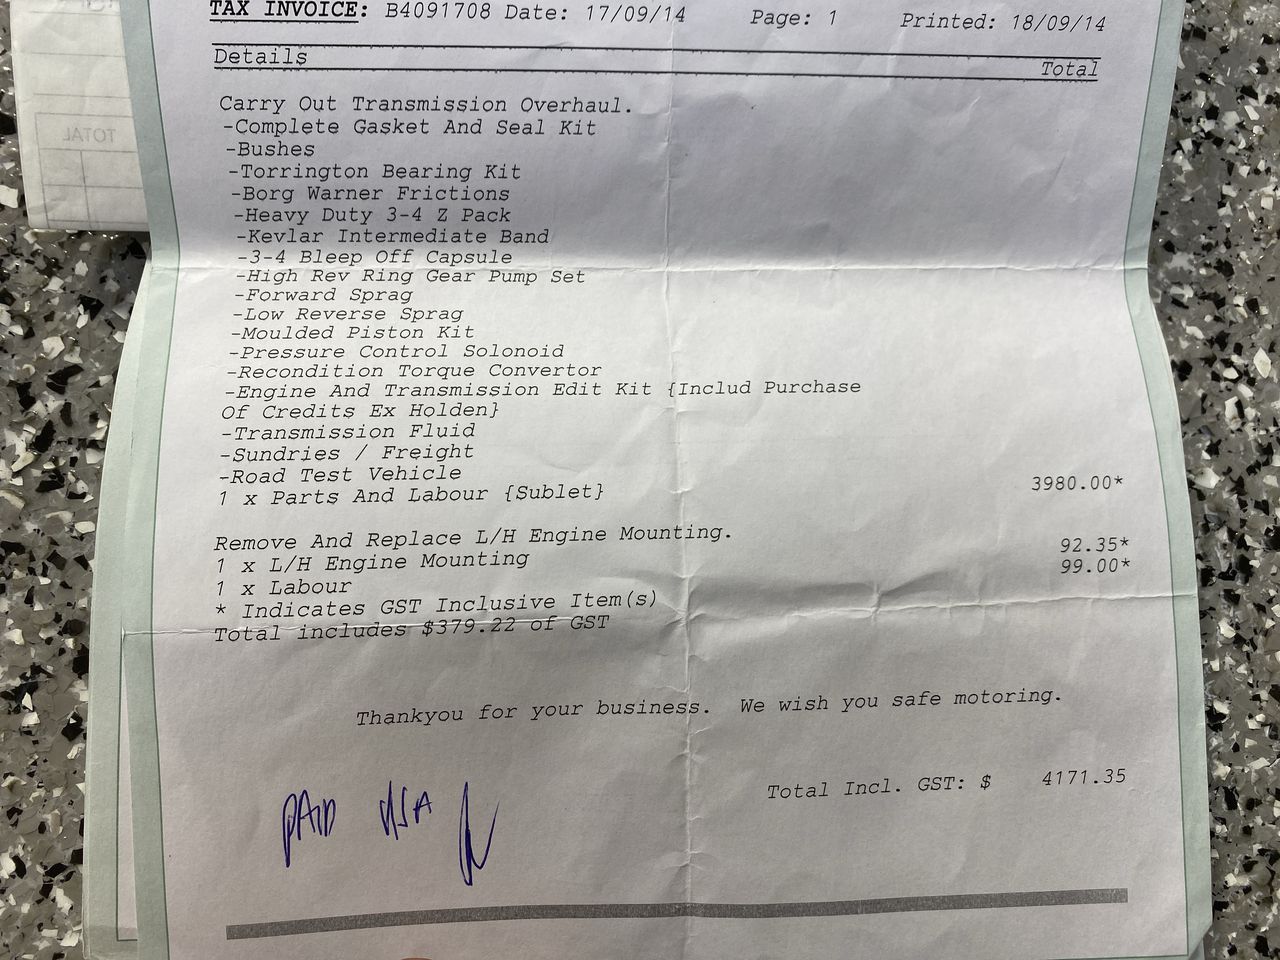 TAX INVOICE: B4091708 Date: 17/09/14 Page: 1 Printed: 18/09/14
Details Total
Carry Out Transmission Overhaul.
-Complete Gasket And Seal Kit
-Bushes
-Torrington Bearing Kit
-Borg Warner Frictions
-Heavy Duty 3-4 Z Pack
-Kevlar Intermediate Band
-3-4 Bleep Off Capsule
-High Rev Ring Gear Pump Set
-Forward Sprag
-Low Reverse Sprag
-Moulded Piston Kit
-Pressure Control Solonoid
-Recondition Torque Convertor
-Engine And Transmission Edit Kit {Includ Purchase
Of Credits Ex Holden}
-Transmission Fluid
-Sundries / Freight
-Road Test Vehicle
1 x Parts And Labour {Sublet} 3980.00*
Remove And Replace L/H Engine Mounting.
1 x L/H Engine Mounting 92.35*
1 x Labour 99.00*
* Indicates GST Inclusive Item(s)
Total includes $379.22 of GST
Thankyou for your business. We wish you safe motoring.
Total Incl. GST: $ 4171.35
PAID VISA
TOTAL